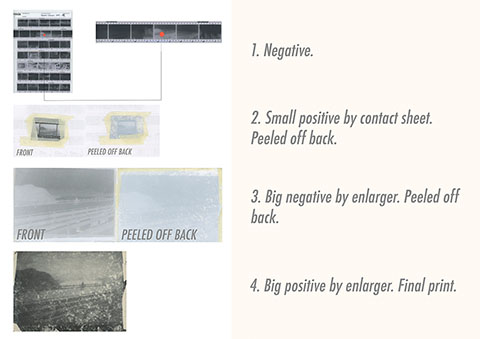 1. Negative.
2. Small positive by contact sheet.
Peeled off back.
FRONT
PEELED OFF BACK
3. Big negative by enlarger. Peeled off
back.
FRONT
PEELED OFF BACK
4. Big positive by enlarger. Final print.